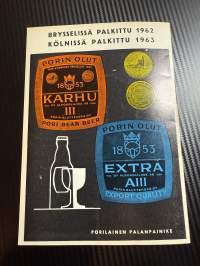 BRYSSELISSÄ PALKITTU 1962
KÖLNISSÄ PALKITTU 1963
PORIN OLUT
1853
KARHU
III
PORI BEAR BEER
PORIN OLUT
1853
EXTRÁ
AIII
EXPORT QUALITY
PORILAINEN PALANPAINIKE